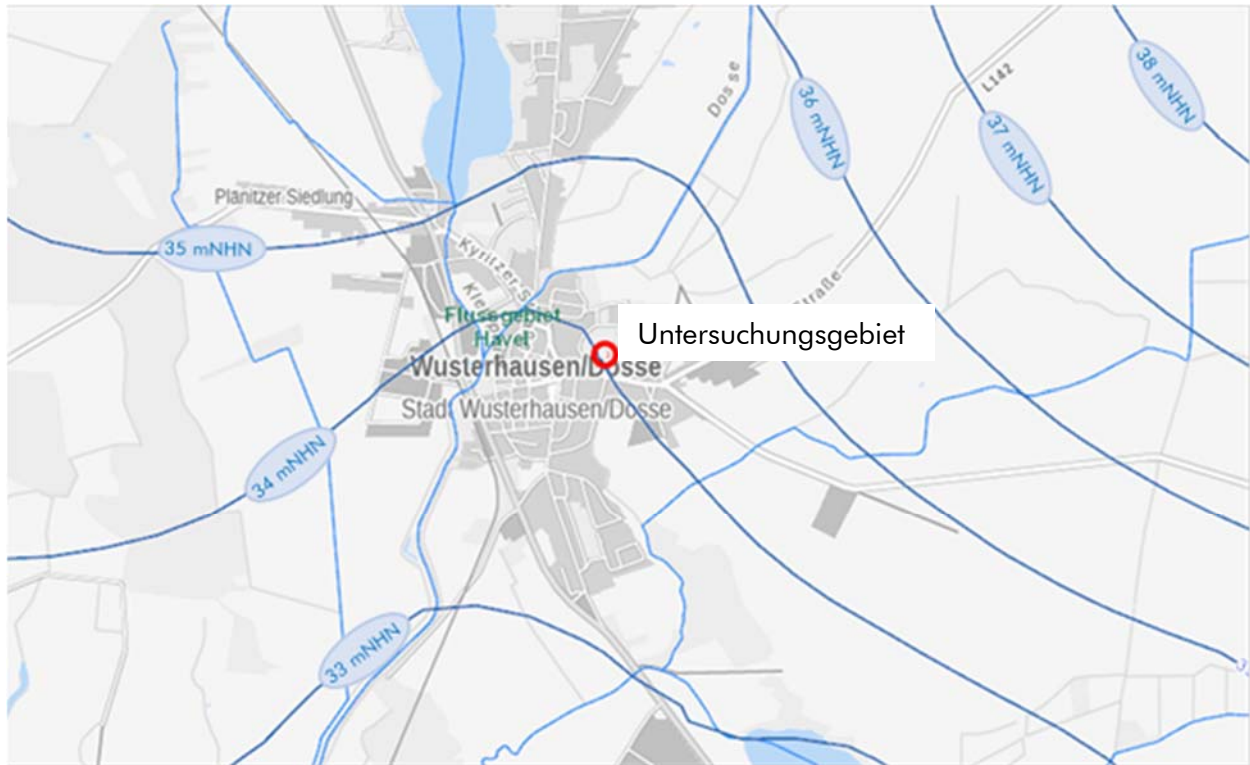 38 mNHN
L142
36 mNHN
Dosse
37 mNHN
Planitzer Siedlung
35 mNHN
Kyritzer-S
Flussgebiet
Havel
Untersuchungsgebiet
straße
Wusterhausen/Dosse
Stadt Wusterhausen/Dosse
34 mNHN
33 mNHN